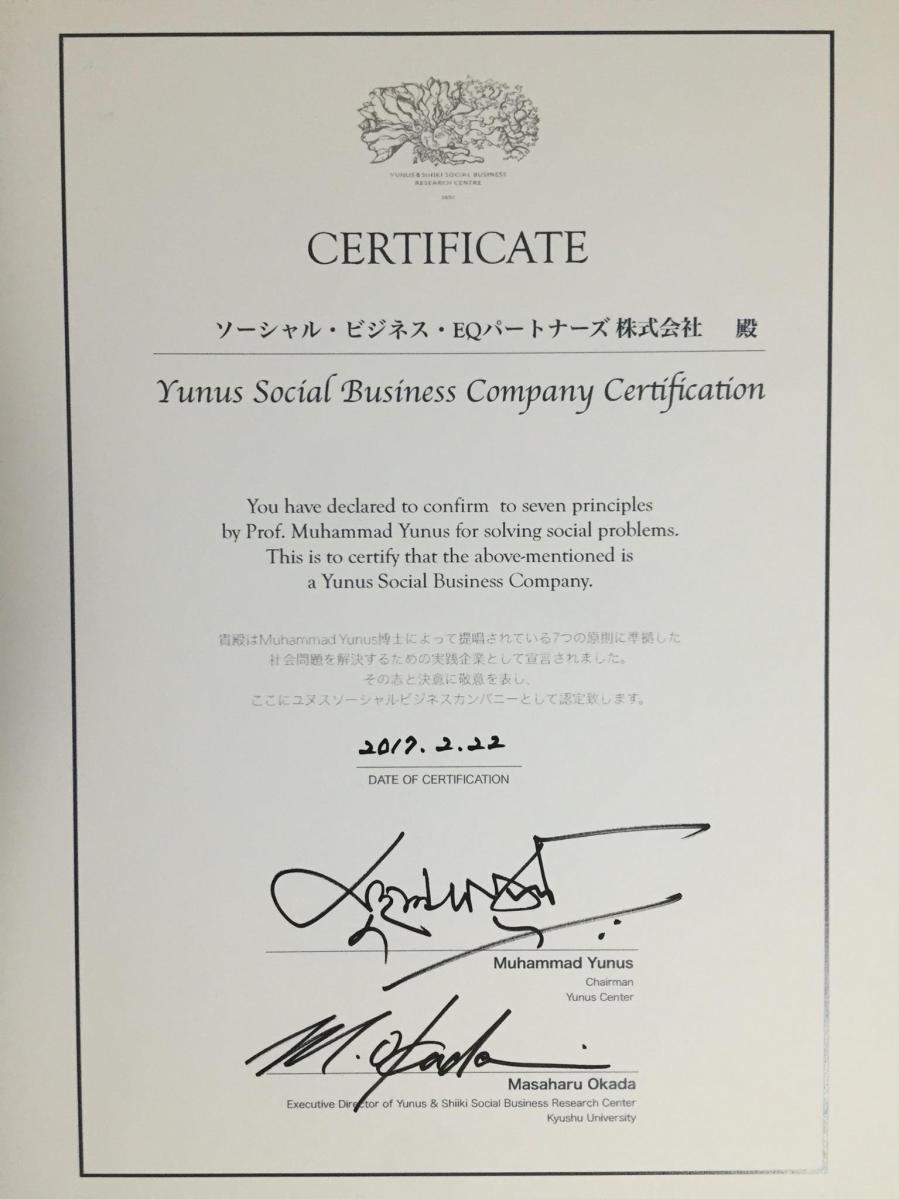 YUNUS & SHIIKI SOCIAL BUSINESS
RESEARCH CENTRE
CERTIFICATE
ソーシャル・ビジネス・EQパートナーズ 株式会社 殿
Yunus Social Business Company Certification
You have declared to confirm to seven principles
by Prof. Muhammad Yunus for solving social problems.
This is to certify that the above-mentioned is
a Yunus Social Business Company.
貴殿はMuhammad Yunus博士によって提唱されている7つの原則に準拠した
社会問題を解決するための実践企業として宣言されました。
その志と決意に敬意を表し、
ここにユヌスソーシャルビジネスカンパニーとして認定致します。
2017.2.22
DATE OF CERTIFICATION
Muhammad Yunus
Chairman
Yunus Center
M. Okada
Masaharu Okada
Executive Director of Yunus & Shiiki Social Business Research Center
Kyushu University